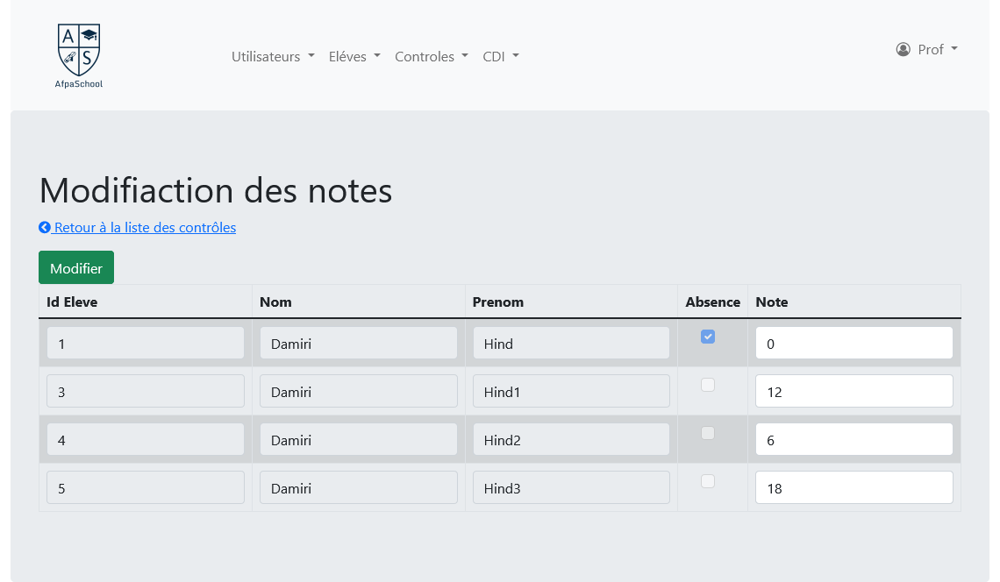 A
S
AfpaSchool
Utilisateurs Eléves Controles CDI Prof
Modifiaction des notes
Retour à la liste des contrôles
Modifier
Id Eleve Nom Prenom Absence Note
1 Damiri Hind 0
3 Damiri Hind1 12
4 Damiri Hind2 6
5 Damiri Hind3 18